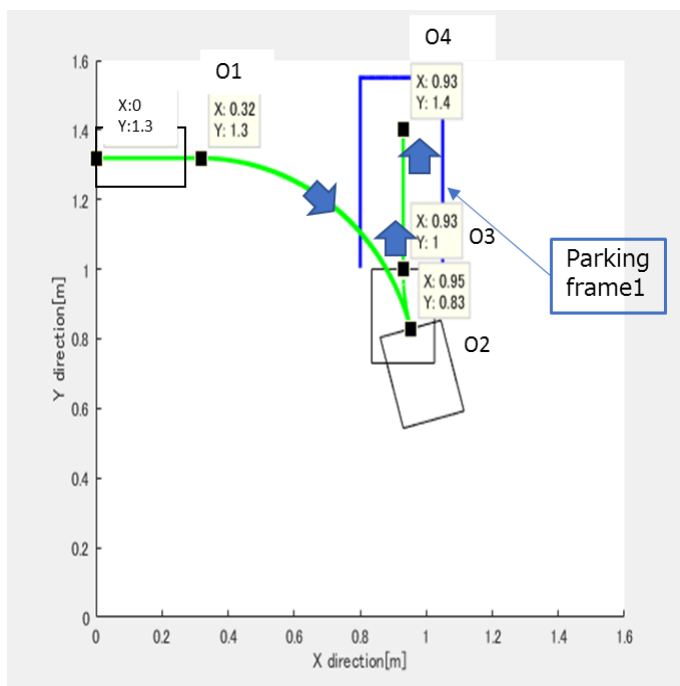 O4
O1
X:0
Y:1.3
X: 0.32
Y: 1.3
X: 0.93
Y: 1.4
X: 0.93
Y: 1
O3
X: 0.95
Y: 0.83
O2
Parking
frame1
1.6
1.4
1.2
1
0.8
0.6
0.4
0.2
0
Y direction[m]
0
0.2
0.4
0.6
0.8
1
1.2
1.4
1.6
X direction[m]